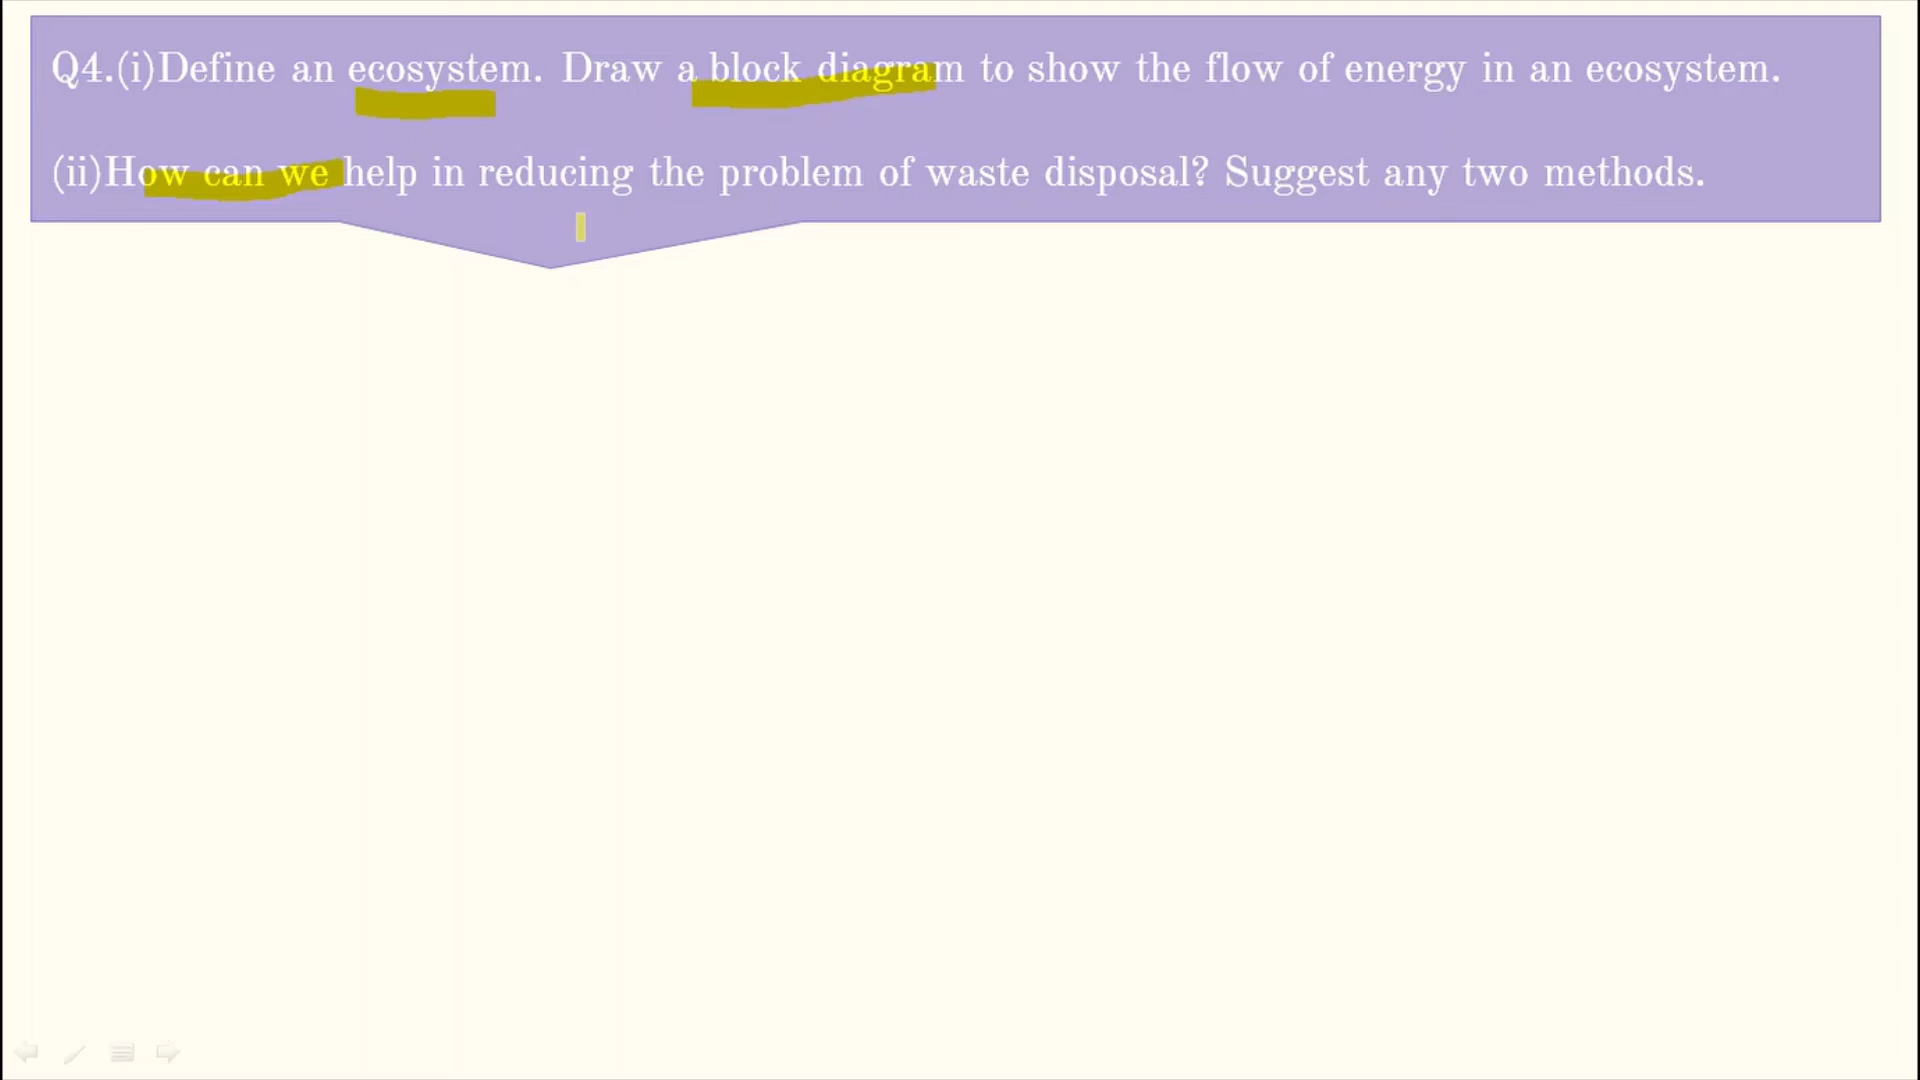 Q4.(i)Define an ecosystem. Draw a block diagram to show the flow of energy in an ecosystem.
(ii)How can we help in reducing the problem of waste disposal? Suggest any two methods.